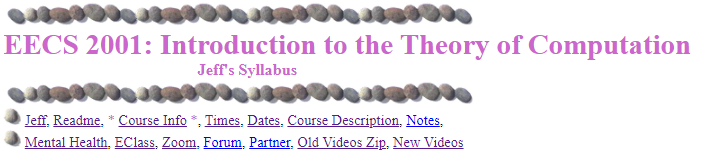 EECS 2001: Introduction to the Theory of Computation
Jeff's Syllabus
Jeff, Readme, * Course Info *, Times, Dates, Course Description, Notes,
Mental Health, EClass, Zoom, Forum, Partner, Old Videos Zip, New Videos